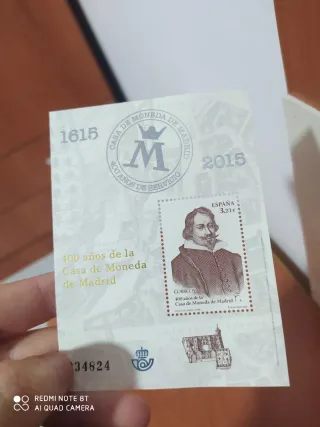 CASA DE MONEDA DE MADRID
1615
M
400 AÑOS DE SERVICIO
2015
ESPAÑA
3,23€
400 años de la
Casa de Moneda
de Madrid
CORREOS
400 años de la
Casa de Moneda de Madrid
34824
REDMI NOTE 8T
AI QUAD CAMERA